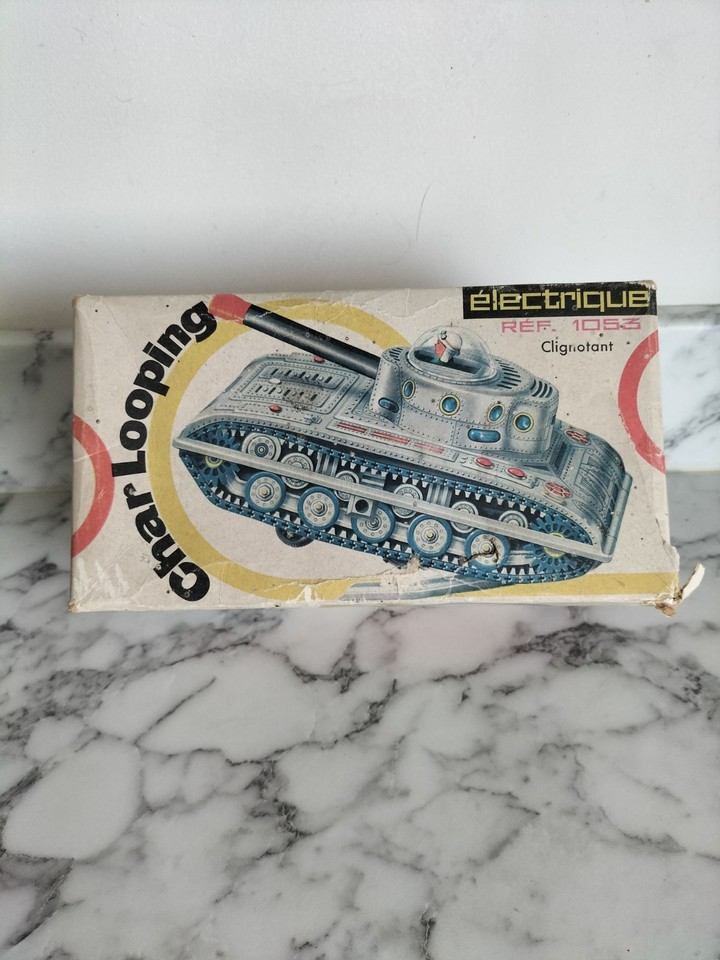 Char Looping
électrique
RÉF. 1053
Clignotant